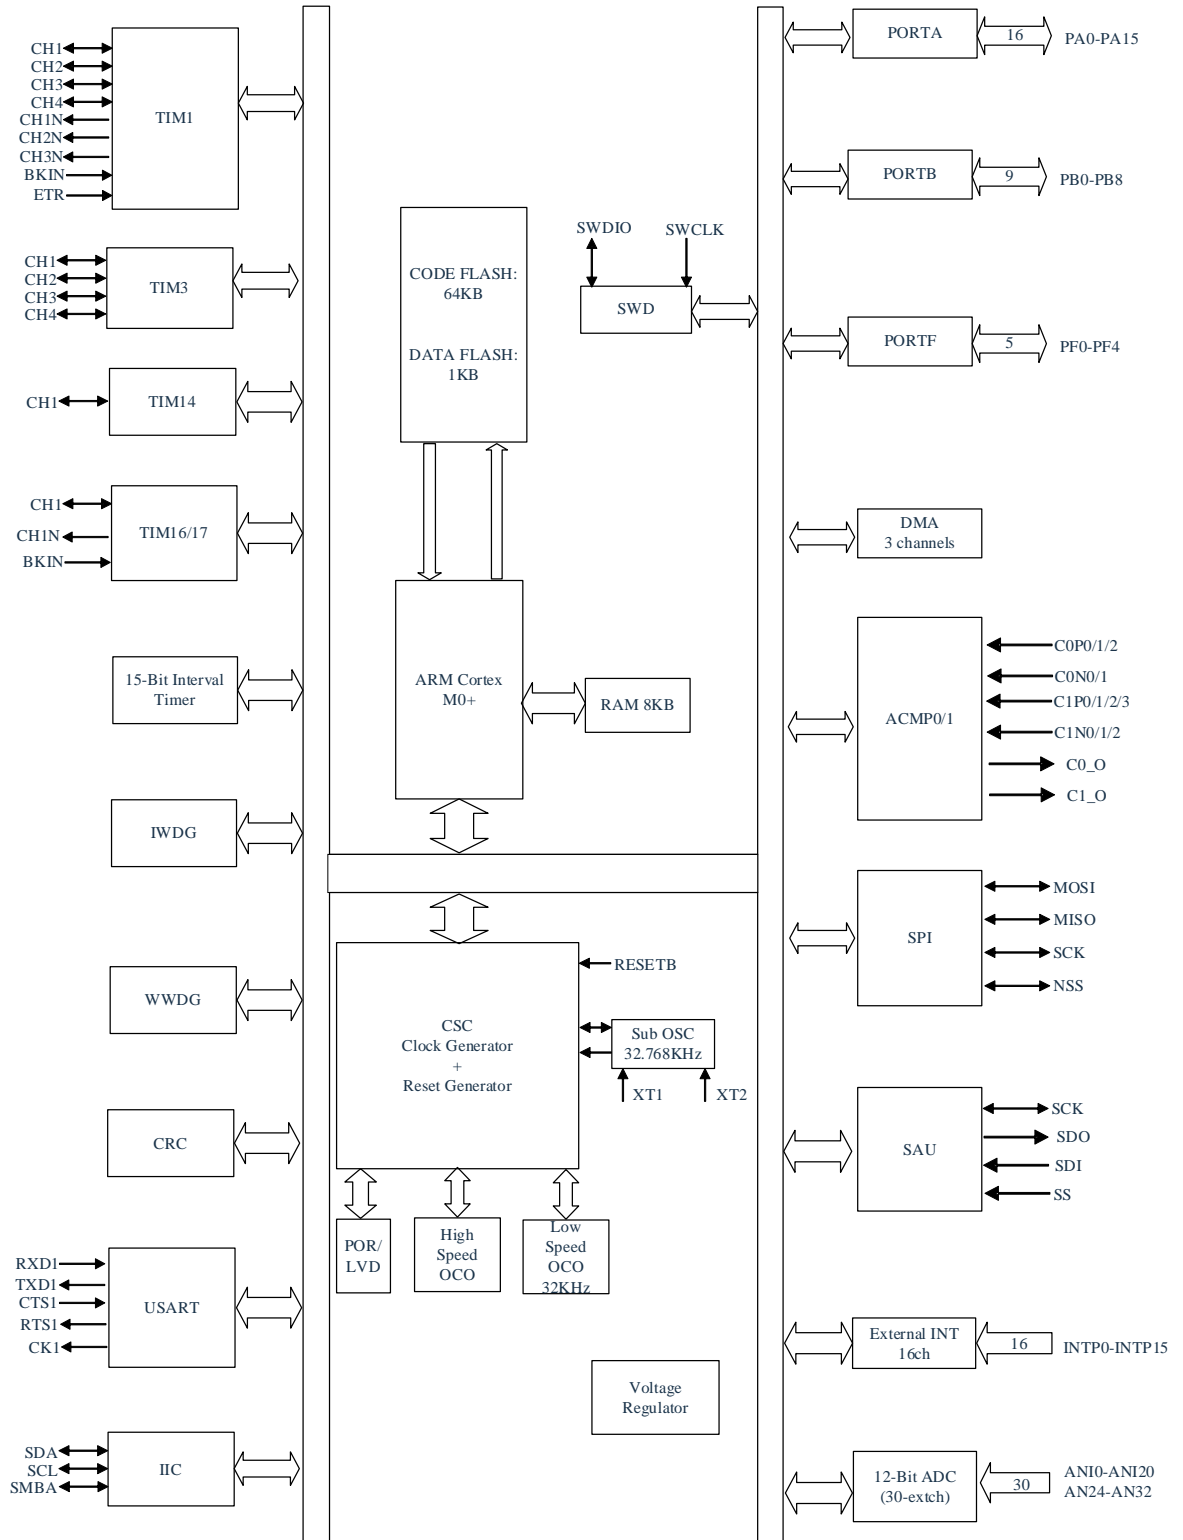 CH1
CH2
CH3
CH4
CH1N
CH2N
CH3N
BKIN
ETR
TIM1
CH1
CH2
CH3
CH4
TIM3
CH1
TIM14
CH1
CH1N
BKIN
TIM16/17
15-Bit Interval
Timer
IWDG
WWDG
CRC
RXD1
TXD1
CTS1
RTS1
CK1
USART
SDA
SCL
SMBA
IIC
CODE FLASH:
64KB
DATA FLASH:
1KB
SWDIO
SWCLK
SWD
ARM Cortex
M0+
RAM 8KB
CSC
Clock Generator
+
Reset Generator
RESETB
Sub OSC
32.768KHz
XT1
XT2
POR/
LVD
High
Speed
OCO
Low
Speed
OCO
32KHz
Voltage
Regulator
PORTA
16
PA0-PA15
PORTB
9
PB0-PB8
PORTF
5
PF0-PF4
DMA
3 channels
ACMP0/1
C0P0/1/2
C0N0/1
C1P0/1/2/3
C1N0/1/2
C0_O
C1_O
SPI
MOSI
MISO
SCK
NSS
SAU
SCK
SDO
SDI
SS
External INT
16ch
16
INTP0-INTP15
12-Bit ADC
(30-extch)
30
ANI0-ANI20
AN24-AN32